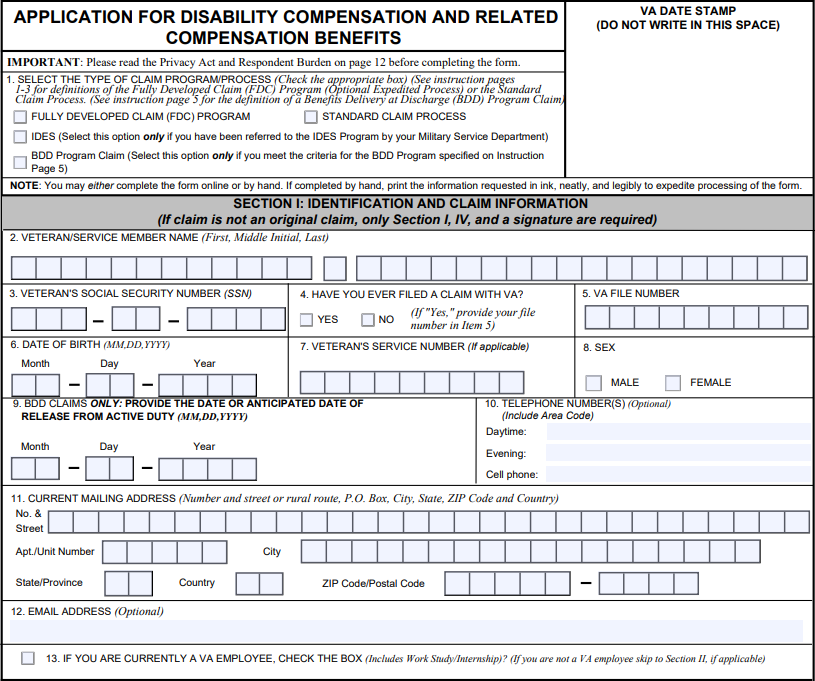 APPLICATION FOR DISABILITY COMPENSATION AND RELATED
COMPENSATION BENEFITS
VA DATE STAMP
(DO NOT WRITE IN THIS SPACE)
IMPORTANT: Please read the Privacy Act and Respondent Burden on page 12 before completing the form.
1. SELECT THE TYPE OF CLAIM PROGRAM/PROCESS (Check the appropriate box) (See instruction pages
1-3 for definitions of the Fully Developed Claim (FDC) Program (Optional Expedited Process) or the Standard
Claim Process. (See instruction page 5 for the definition of a Benefits Delivery at Discharge (BDD) Program Claim)
FULLY DEVELOPED CLAIM (FDC) PROGRAM
STANDARD CLAIM PROCESS
IDES (Select this option only if you have been referred to the IDES Program by your Military Service Department)
BDD Program Claim (Select this option only if you meet the criteria for the BDD Program specified on Instruction
Page 5)
NOTE: You may either complete the form online or by hand. If completed by hand, print the information requested in ink, neatly, and legibly to expedite processing of the form.
SECTION I: IDENTIFICATION AND CLAIM INFORMATION
(If claim is not an original claim, only Section I, IV, and a signature are required)
2. VETERAN/SERVICE MEMBER NAME (First, Middle Initial, Last)
3. VETERAN'S SOCIAL SECURITY NUMBER (SSN)
4. HAVE YOU EVER FILED A CLAIM WITH VA?
YES
NO
(If "Yes," provide your file
number in Item 5)
5. VA FILE NUMBER
6. DATE OF BIRTH (MM,DD,YYYY)
Month
Day
Year
7. VETERAN'S SERVICE NUMBER (If applicable)
8. SEX
MALE
FEMALE
9. BDD CLAIMS ONLY: PROVIDE THE DATE OR ANTICIPATED DATE OF
RELEASE FROM ACTIVE DUTY (MM,DD,YYYY)
Month
Day
Year
10. TELEPHONE NUMBER(S) (Optional)
(Include Area Code)
Daytime:
Evening:
Cell phone:
11. CURRENT MAILING ADDRESS (Number and street or rural route, P.O. Box, City, State, ZIP Code and Country)
No. &
Street
Apt./Unit Number
City
State/Province
Country
ZIP Code/Postal Code
12. EMAIL ADDRESS (Optional)
13. IF YOU ARE CURRENTLY A VA EMPLOYEE, CHECK THE BOX (Includes Work Study/Internship)? (If you are not a VA employee skip to Section II, if applicable)